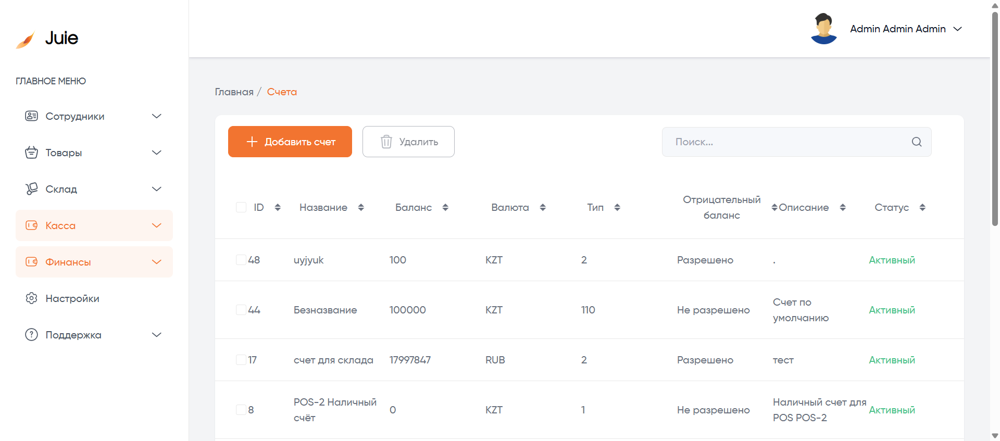 Juie
Admin Admin Admin
ГЛАВНОЕ МЕНЮ
Сотрудники
Товары
Склад
Касса
Финансы
Настройки
Поддержка
Главная / Счета
Добавить счет
Удалить
Поиск...
ID Название Баланс Валюта Тип Отрицательный баланс Описание Статус
48 uyjyuk 100 KZT 2 Разрешено . Активный
44 Безназвание 100000 KZT 110 Не разрешено Счет по умолчанию Активный
17 счет для склада 17997847 RUB 2 Разрешено тест Активный
8 POS-2 Наличный счёт 0 KZT 1 Не разрешено Наличный счет для POS POS-2 Активный